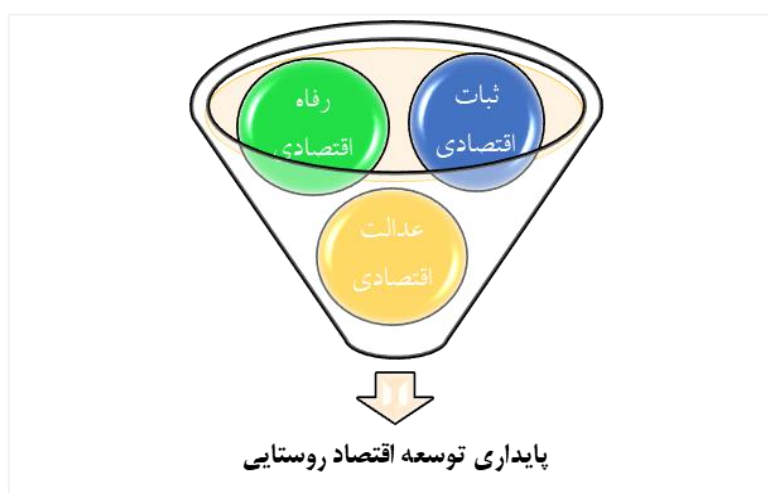 ثبات
اقتصادی
رفاه
اقتصادی
عدالت
اقتصادی
پایداری توسعه اقتصاد روستایی